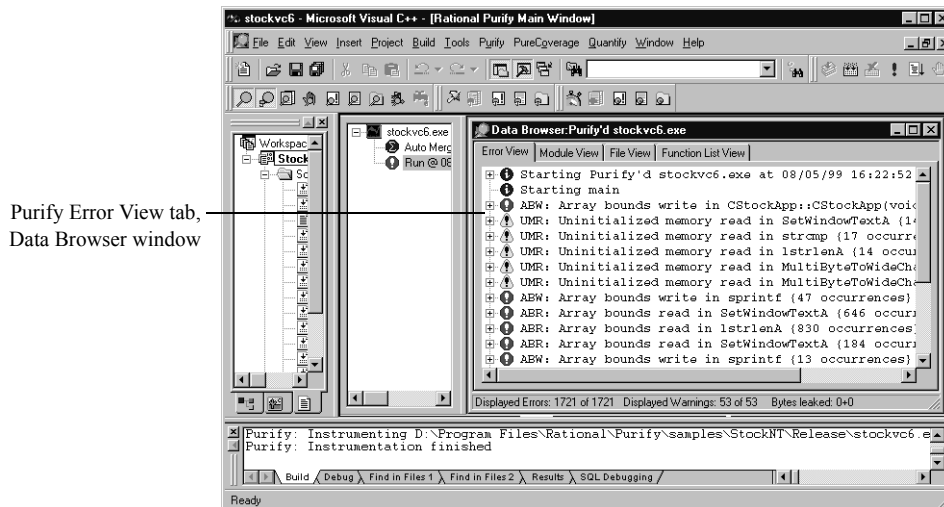 stockvc6 - Microsoft Visual C++ - [Rational Purify Main Window]
File Edit View Insert Project Build Tools Purify PureCoverage Quantify Window Help
Workspac
Stock
Sc
stockvc6.exe
Auto Merg
Run @ 08
Data Browser:Purify'd stockvc6.exe
Error View Module View File View Function List View
Starting Purify'd stockvc6.exe at 08/05/99 16:22:52
Starting main
ABW: Array bounds write in CStockApp::CStockApp(voic
UMR: Uninitialized memory read in SetWindowTextA {14
UMR: Uninitialized memory read in strcmp {17 occurre
UMR: Uninitialized memory read in lstrlenA {14 occu
UMR: Uninitialized memory read in MultiByteToWideCha
UMR: Uninitialized memory read in MultiByteToWideCha
ABW: Array bounds write in sprintf {47 occurrences}
ABR: Array bounds read in SetWindowTextA {646 occur
ABR: Array bounds read in lstrlenA {830 occurrences
ABR: Array bounds read in SetWindowTextA {184 occur
ABW: Array bounds write in sprintf {13 occurrences}
Displayed Errors: 1721 of 1721 Displayed Warnings: 53 of 53 Bytes leaked: 0+0
Purify Error View tab,
Data Browser window
Purify: Instrumenting D:\Program Files\Rational\Purify\samples\StockNT\Release\stockvc6.e
Purify: Instrumentation finished
Build Debug Find in Files 1 Find in Files 2 Results SQL Debugging
Ready